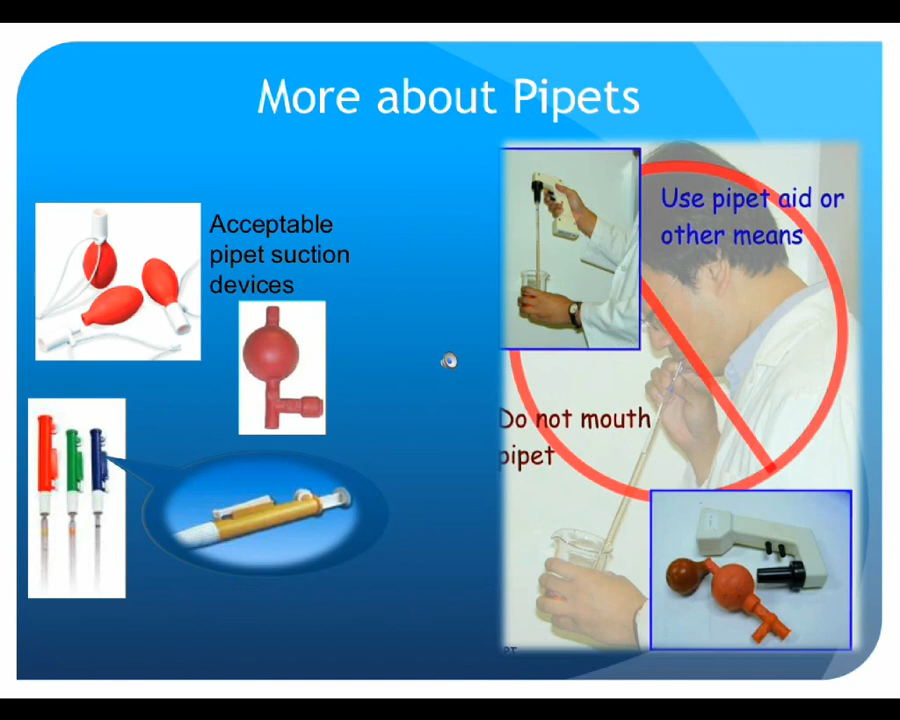 More about Pipets
Acceptable
pipet suction
devices
Use pipet aid or
other means
Do not mouth
pipet